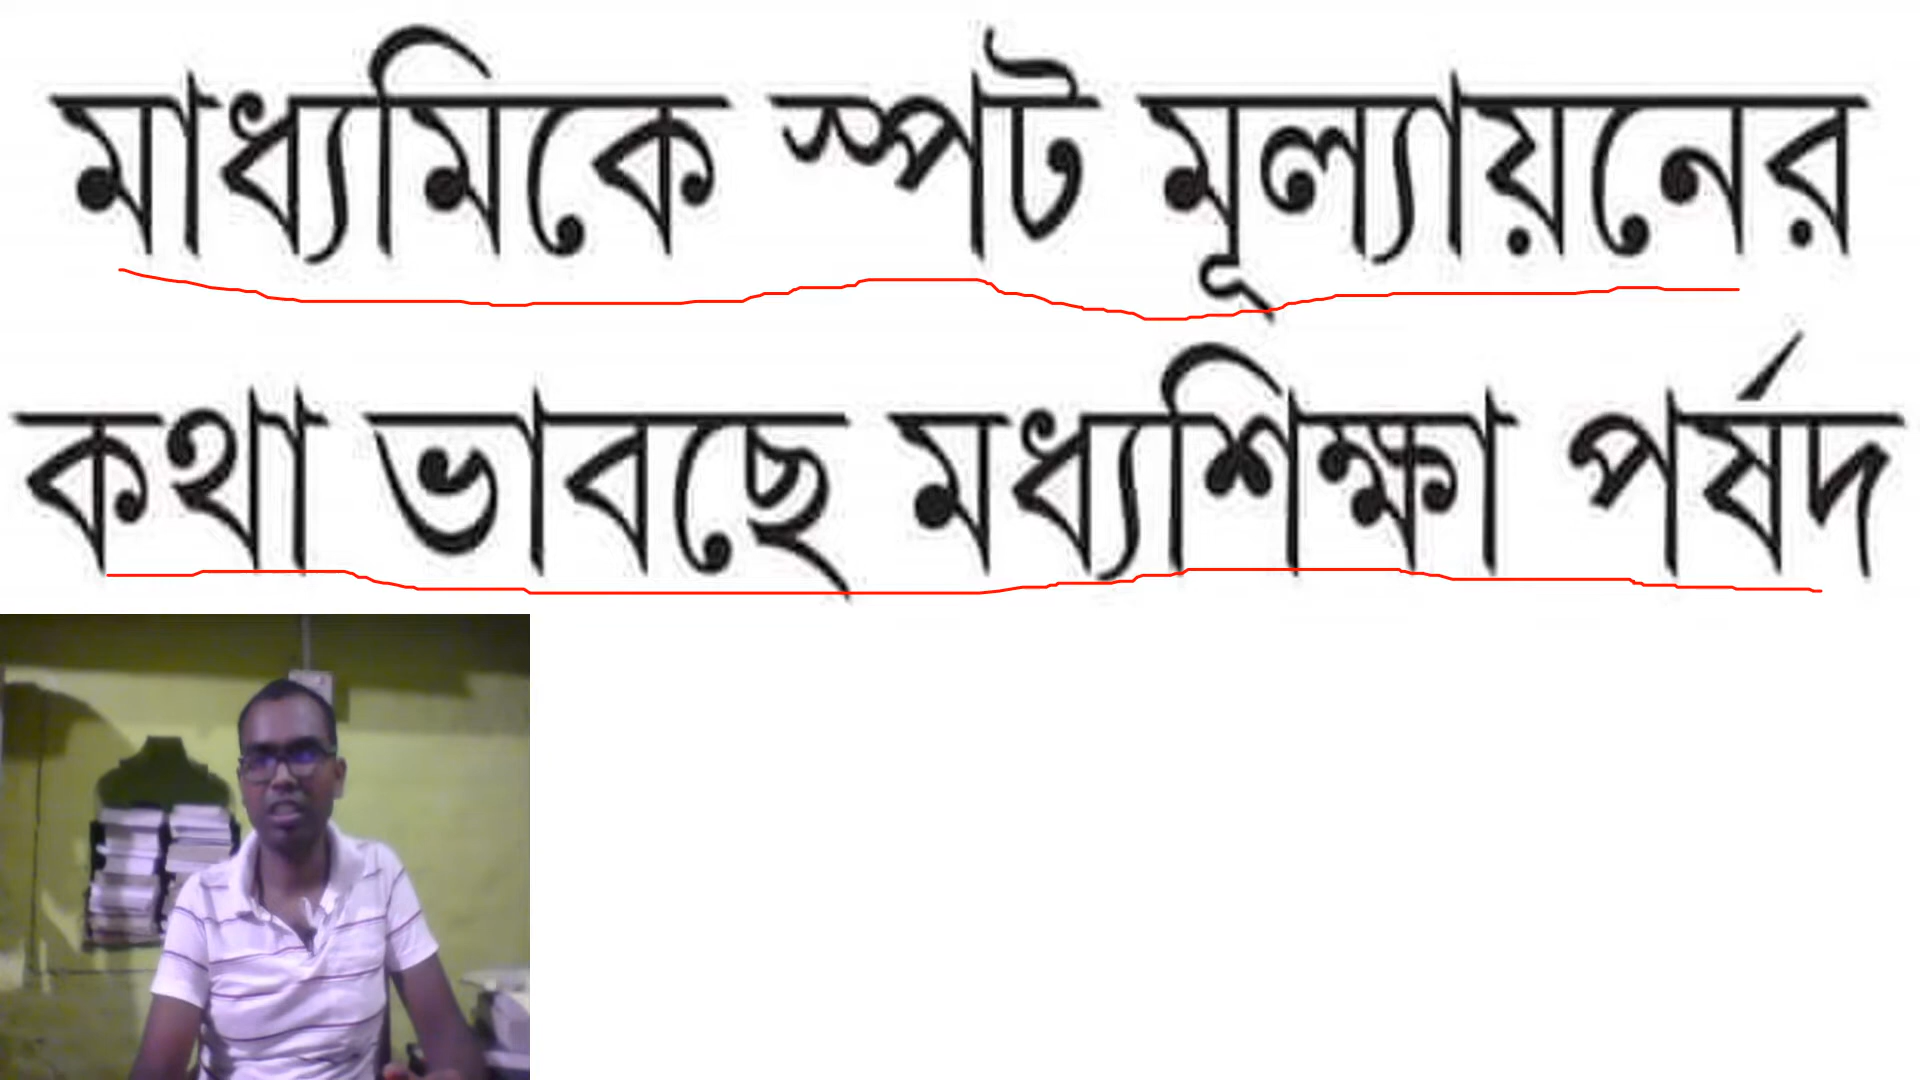 মাধ্যমিকে স্পট মূল্যায়নের
কথা ভাবছে মধ্যশিক্ষা পর্ষদ